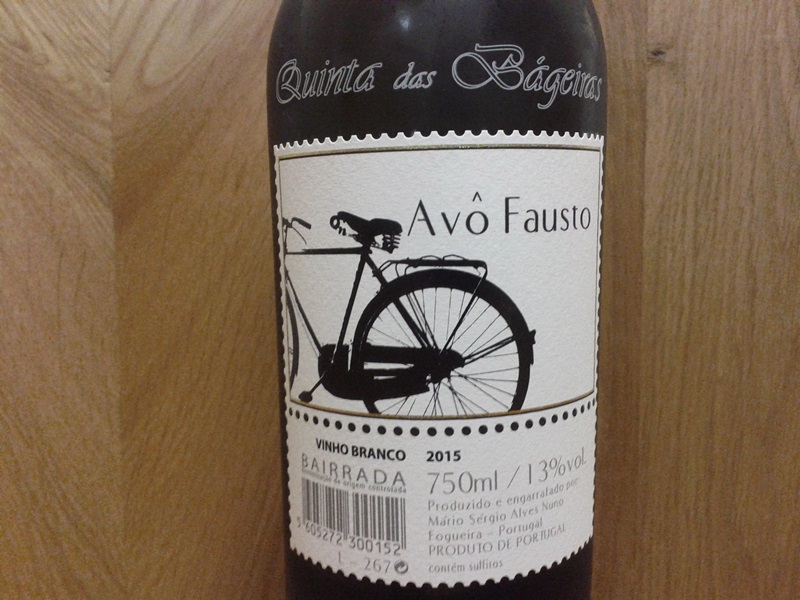 Quinta das Bágeiras
Avô Fausto
VINHO BRANCO 2015
BAIRRADA
denominação de origem controlada
5 605272 300152
L - 267
750ml / 13%vol.
Produzido e engarrafado por
Mário Sérgio Alves Nuno
Fogueira - Portugal
PRODUTO DE PORTUGAL
contém sulfitos